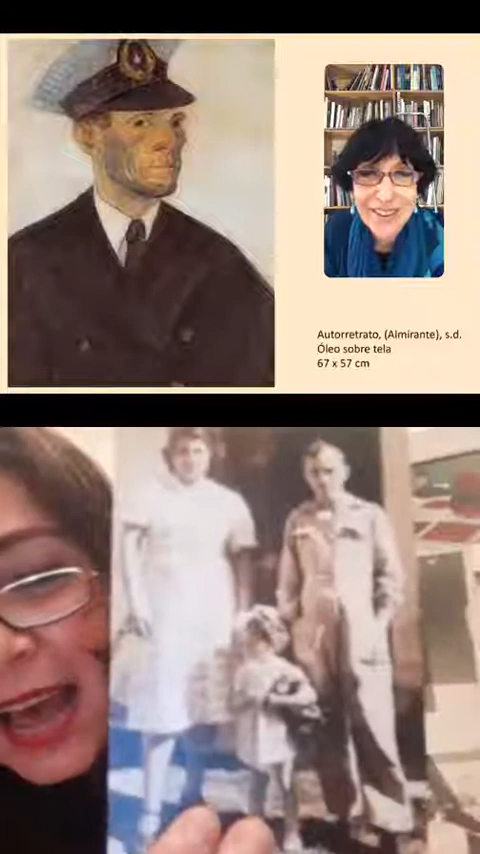 Autorretrato, (Almirante), s.d.
Óleo sobre tela
67 x 57 cm